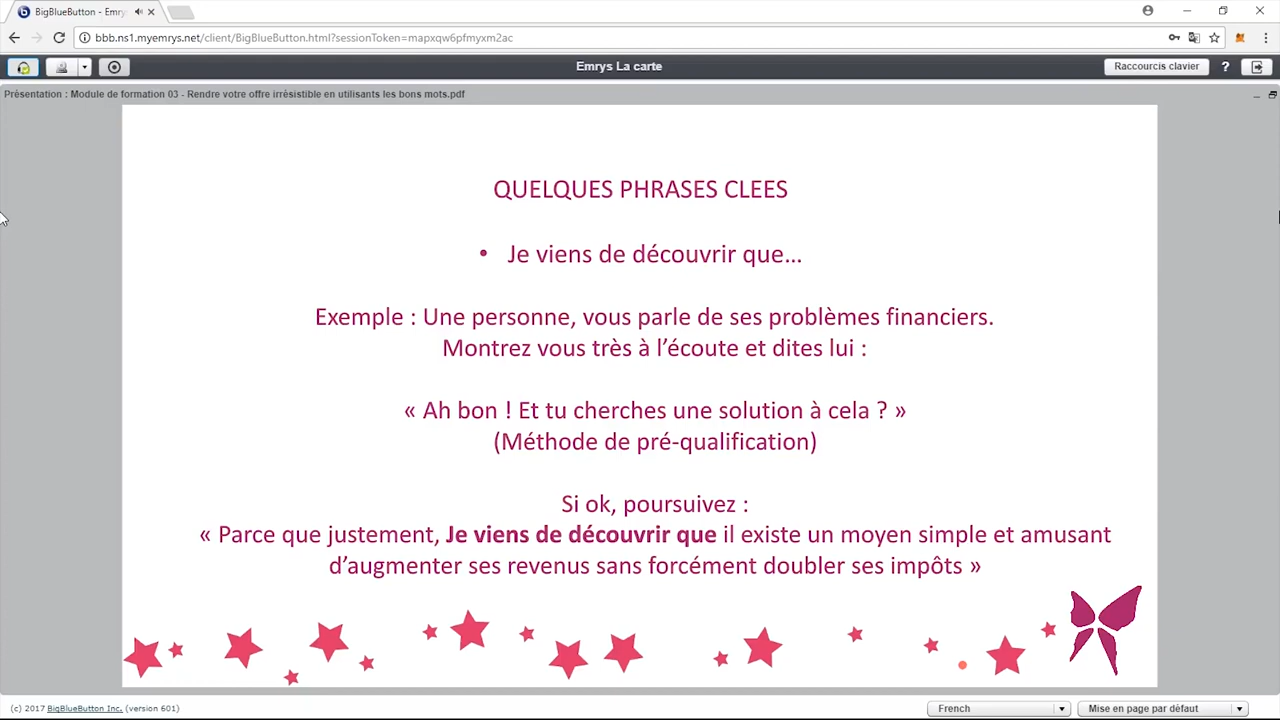 BigBlueButton - Emry
bbb.ns1.myemrys.net/client/BigBlueButton.html?sessionToken=mapxqw6pfmyxm2ac
Emrys La carte
Raccourcis clavier
?
Présentation : Module de formation 03 - Rendre votre offre irrésistible en utilisants les bons mots.pdf
QUELQUES PHRASES CLEES
• Je viens de découvrir que…
Exemple : Une personne, vous parle de ses problèmes financiers.
Montrez vous très à l’écoute et dites lui :
« Ah bon ! Et tu cherches une solution à cela ? »
(Méthode de pré-qualification)
Si ok, poursuivez :
« Parce que justement, Je viens de découvrir que il existe un moyen simple et amusant
d’augmenter ses revenus sans forcément doubler ses impôts »
(c) 2017 BigBlueButton Inc. (version 601)
French
Mise en page par défaut